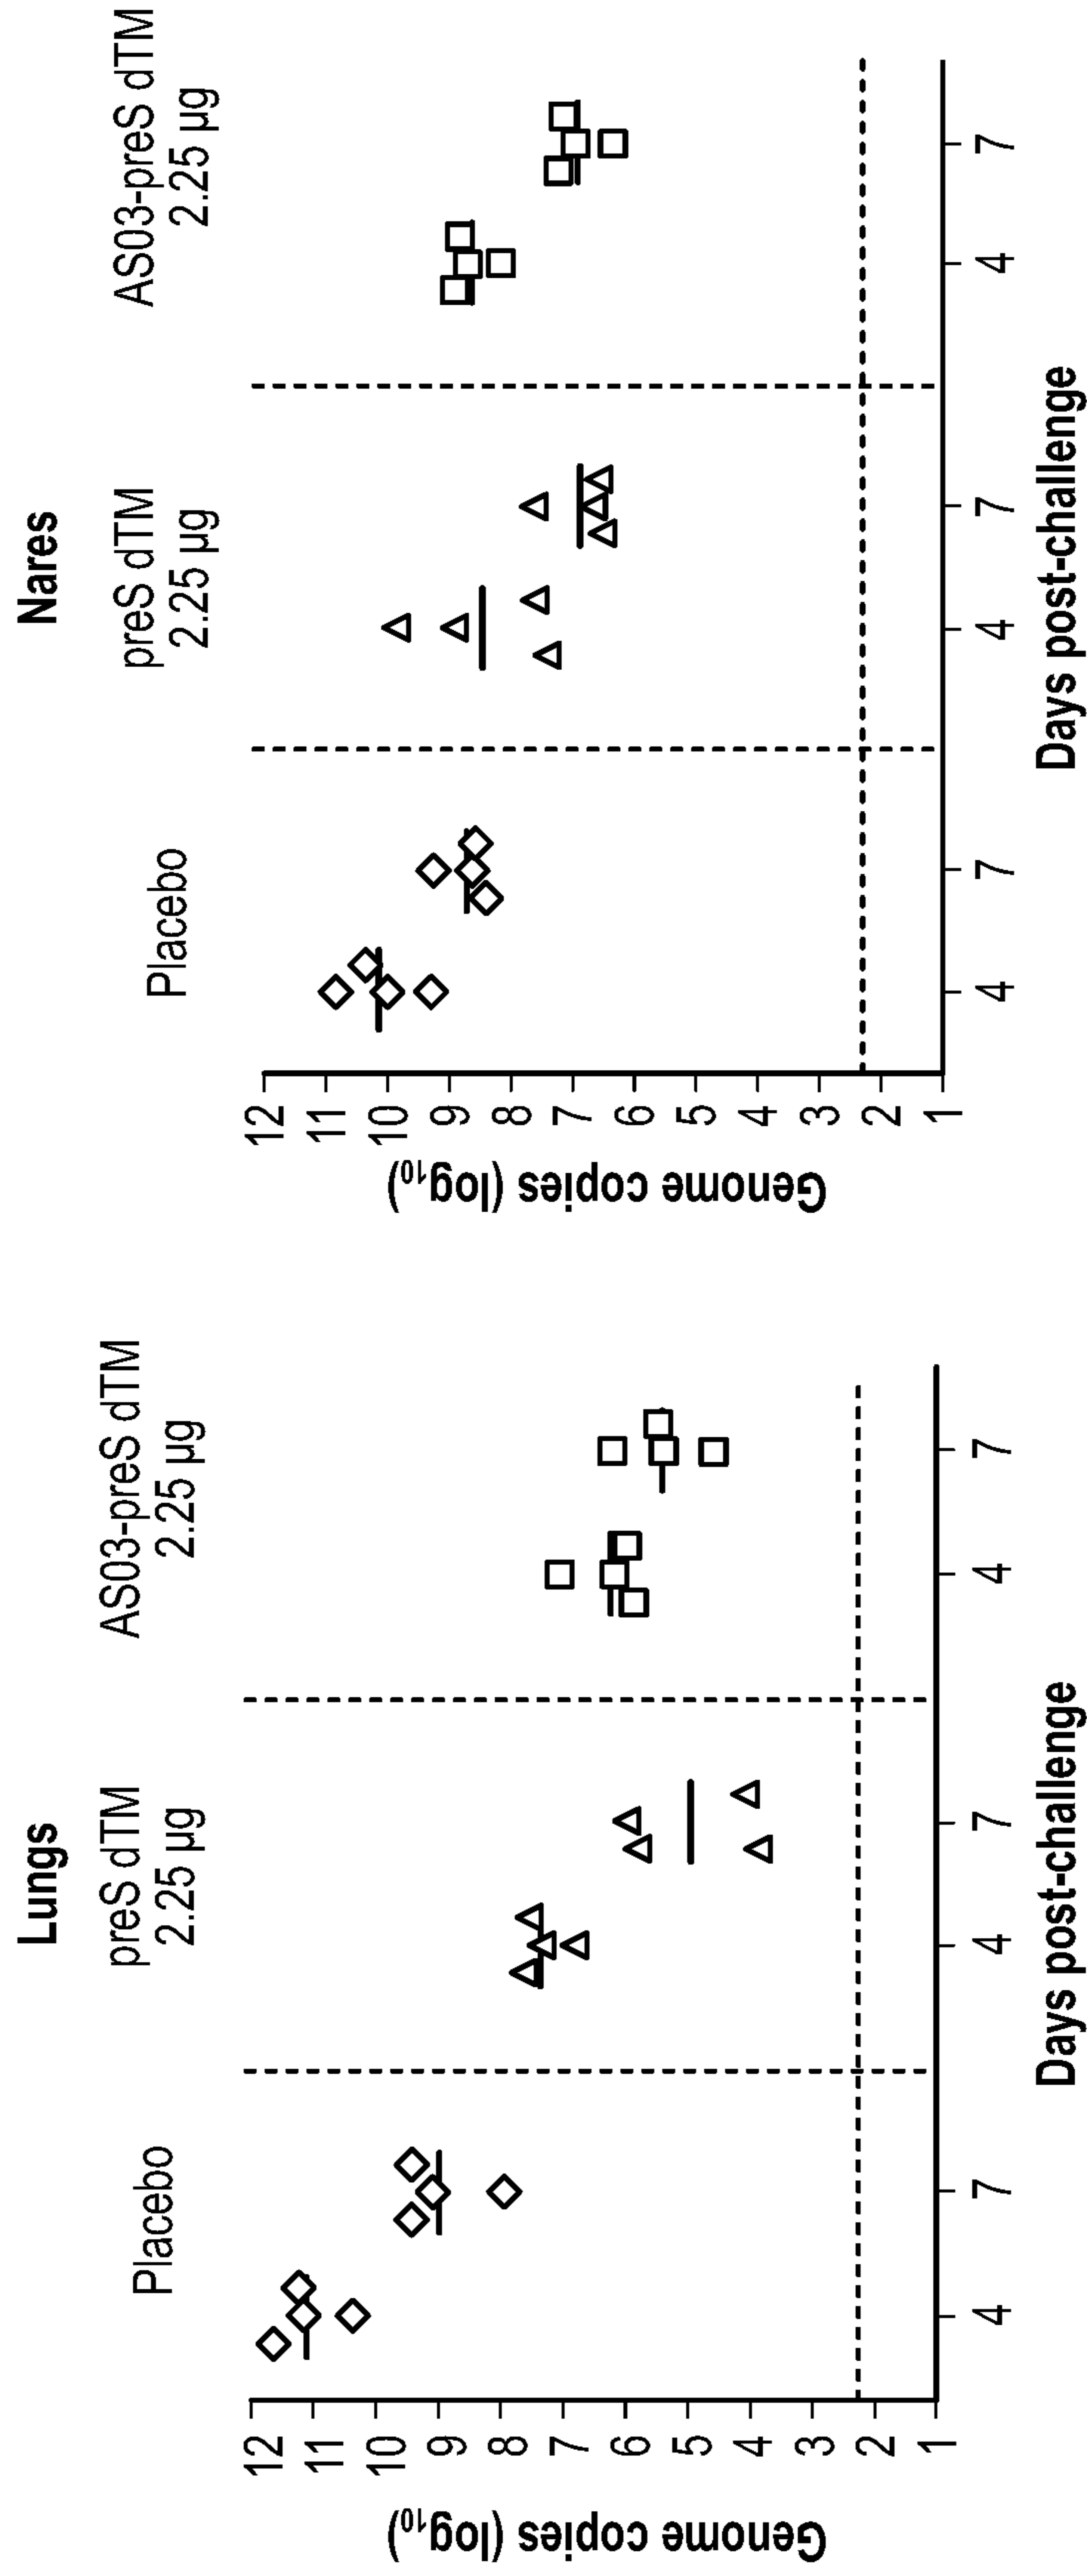 Lungs
Placebo
preS dTM
2.25 µg
AS03-preS dTM
2.25 µg
Genome copies (log₁₀)
12
11
10
9
8
7
6
5
4
3
2
1
4 7 4 7 4 7
Days post-challenge
Nares
Placebo
preS dTM
2.25 µg
AS03-preS dTM
2.25 µg
Genome copies (log₁₀)
12
11
10
9
8
7
6
5
4
3
2
1
4 7 4 7 4 7
Days post-challenge